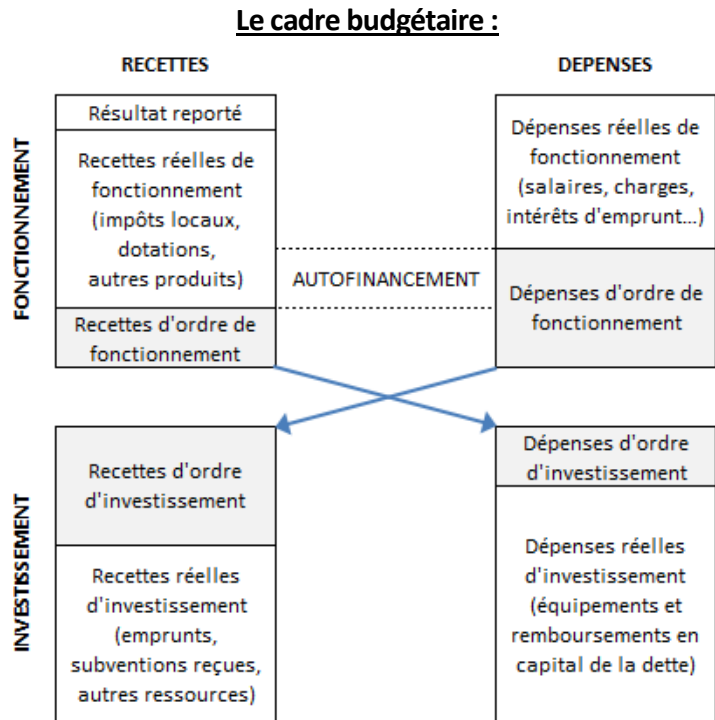 Le cadre budgétaire :
RECETTES
DEPENSES
FONCTIONNEMENT
Résultat reporté
Recettes réelles de
fonctionnement
(impôts locaux,
dotations,
autres produits)
Recettes d'ordre de
fonctionnement
AUTOFINANCEMENT
Dépenses réelles de
fonctionnement
(salaires, charges,
intérêts d'emprunt...)
Dépenses d'ordre de
fonctionnement
INVESTISSEMENT
Recettes d'ordre
d'investissement
Recettes réelles
d'investissement
(emprunts,
subventions reçues,
autres ressources)
Dépenses d'ordre
d'investissement
Dépenses réelles
d'investissement
(équipements et
remboursements en
capital de la dette)